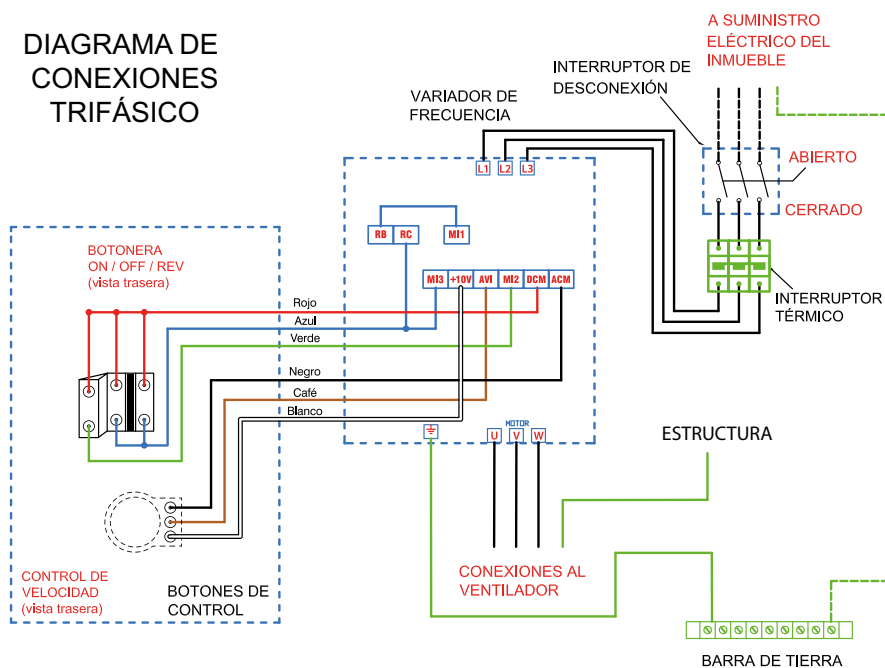 DIAGRAMA DE
CONEXIONES
TRIFÁSICO
A SUMINISTRO
ELÉCTRICO DEL
INMUEBLE
INTERRUPTOR DE
DESCONEXIÓN
VARIADOR DE
FRECUENCIA
ABIERTO
CERRADO
L1 L2 L3
RB RC MI1
BOTONERA
ON / OFF / REV
(vista trasera)
MI3 +10V AVI MI2 DCM ACM
INTERRUPTOR
TÉRMICO
Rojo
Azul
Verde
Negro
Café
Blanco
MOTOR
U V W
ESTRUCTURA
CONEXIONES AL
VENTILADOR
CONTROL DE
VELOCIDAD
(vista trasera)
BOTONES DE
CONTROL
BARRA DE TIERRA